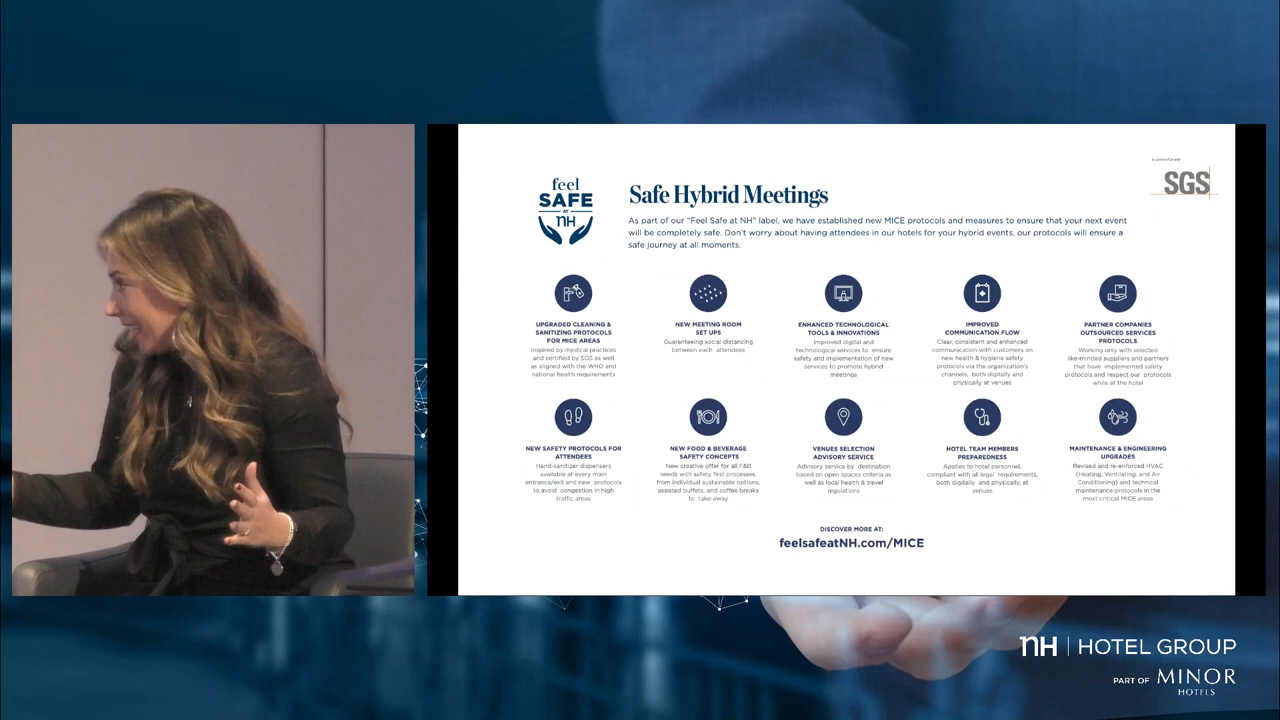 In partnership with
SGS
feel
SAFE
AT
NH
Safe Hybrid Meetings
As part of our "Feel Safe at NH" label, we have established new MICE protocols and measures to ensure that your next event
will be completely safe. Don't worry about having attendees in our hotels for your hybrid events, our protocols will ensure a
safe journey at all moments.
UPGRADED CLEANING &
SANITIZING PROTOCOLS
FOR MICE AREAS
Inspired by medical practices
and certified by SGS as well
as aligned with the WHO and
national health requirements
NEW MEETING ROOM
SET UPS
Guaranteeing social distancing
between each attendees
ENHANCED TECHNOLOGICAL
TOOLS & INNOVATIONS
Improved digital and
technological services to ensure
safety and implementation of new
services to promote hybrid
meetings
IMPROVED
COMMUNICATION FLOW
Clear, consistent and enhanced
communication with customers on
new health & hygiene safety
protocols via the organization's
channels, both digitally and
physically at venues
PARTNER COMPANIES
OUTSOURCED SERVICES
PROTOCOLS
Working only with selected
like-minded suppliers and partners
that have implemented safety
protocols and respect our protocols
while at the hotel
NEW SAFETY PROTOCOLS FOR
ATTENDEES
Hand-sanitizer dispensers
available at every main
entrance/exit and new protocols
to avoid congestion in high
traffic areas
NEW FOOD & BEVERAGE
SAFETY CONCEPTS
New creative offer for all F&B
needs with safety first processes,
from individual sustainable options,
assisted buffets, and coffee breaks
to take-away
VENUES SELECTION
ADVISORY SERVICE
Advisory service by destination
based on open spaces criteria as
well as local health & travel
regulations
HOTEL TEAM MEMBERS
PREPAREDNESS
Applies to hotel personnel,
compliant with all legal requirements,
both digitally and physically, at
venues
MAINTENANCE & ENGINEERING
UPGRADES
Revised and re-enforced HVAC
(Heating, Ventilating, and Air
Conditioning) and technical
maintenance protocols in the
most critical MICE areas
DISCOVER MORE AT:
feelsafeatNH.com/MICE
NH | HOTEL GROUP
PART OF MINOR
HOTELS